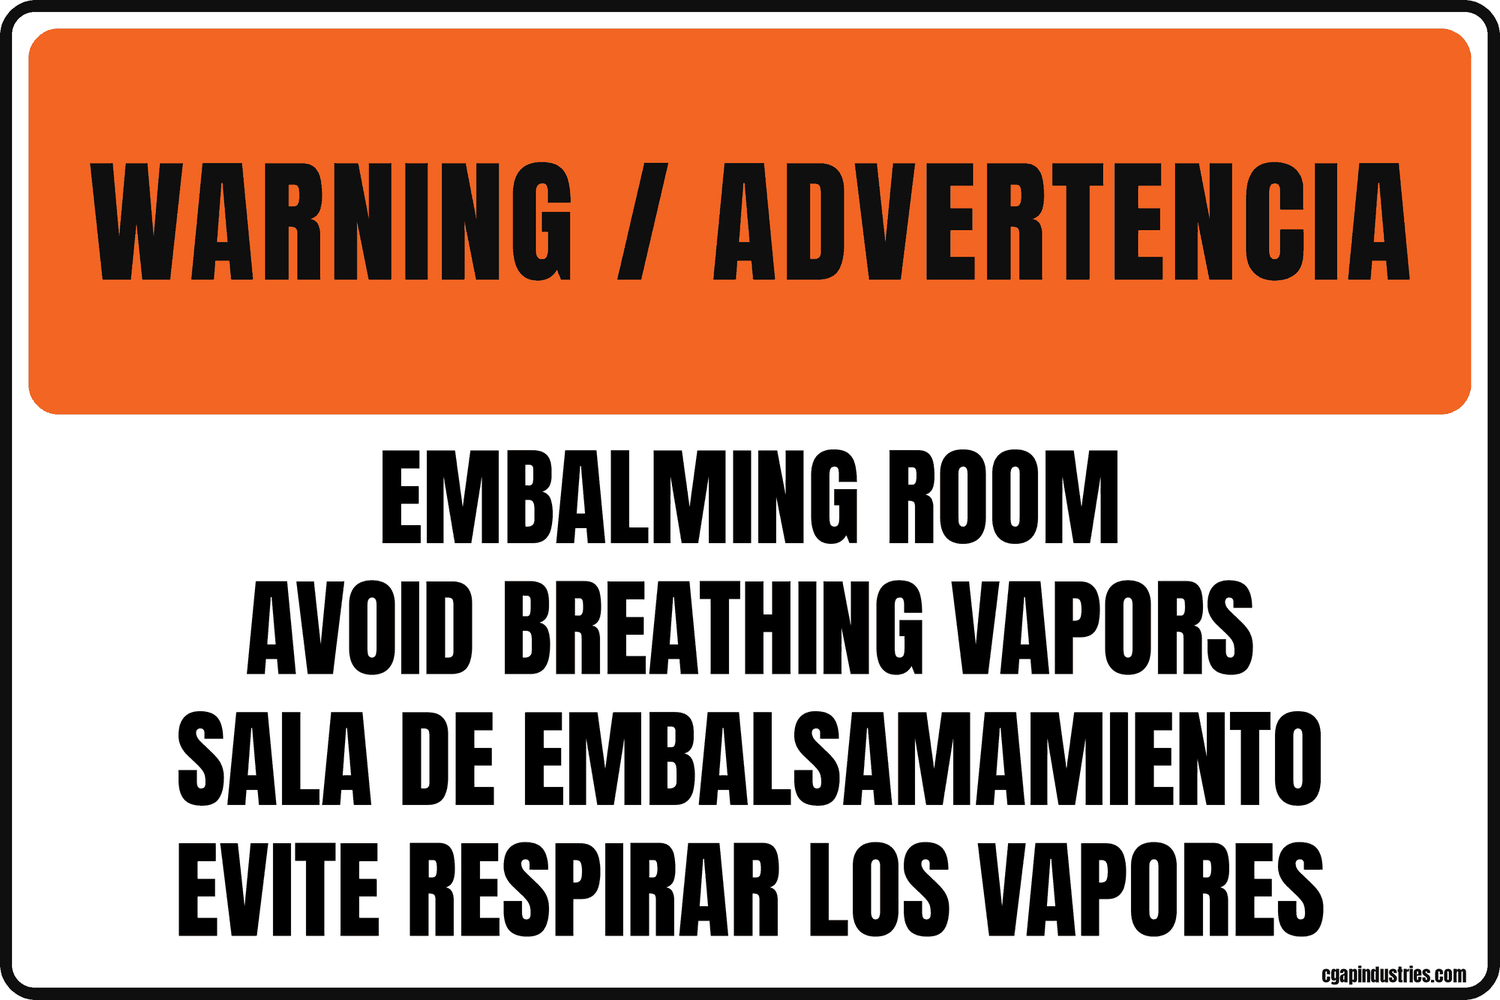 WARNING / ADVERTENCIA
EMBALMING ROOM
AVOID BREATHING VAPORS
SALA DE EMBALSAMAMIENTO
EVITE RESPIRAR LOS VAPORES
cgapindustries.com